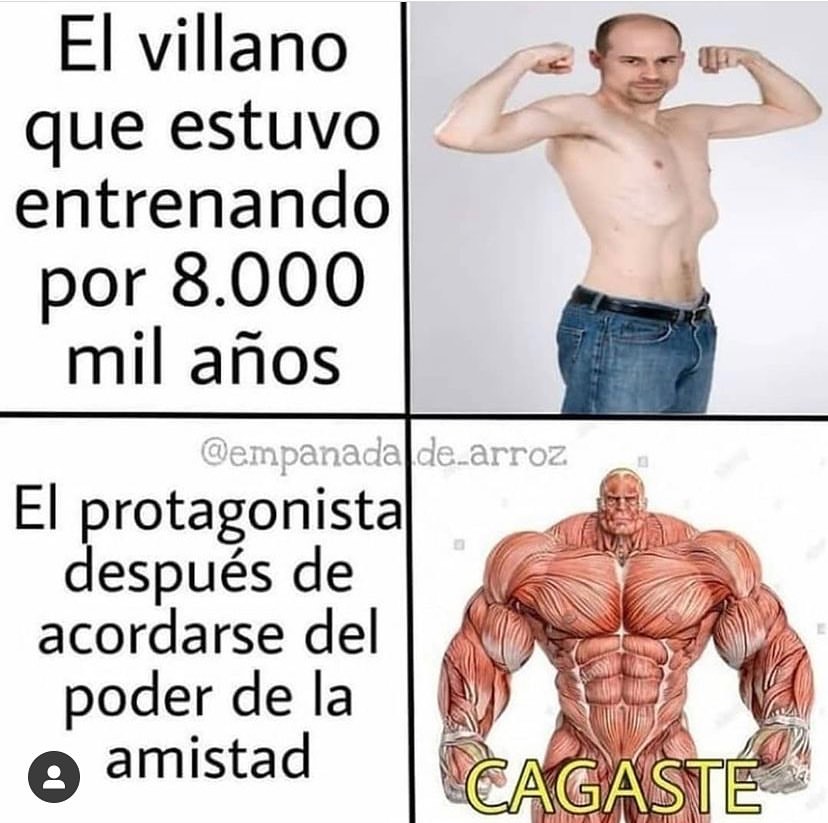 El villano
que estuvo
entrenando
por 8.000
mil años
@empanada.de_arroz
El protagonista
después de
acordarse del
poder de la
amistad
CAGASTE